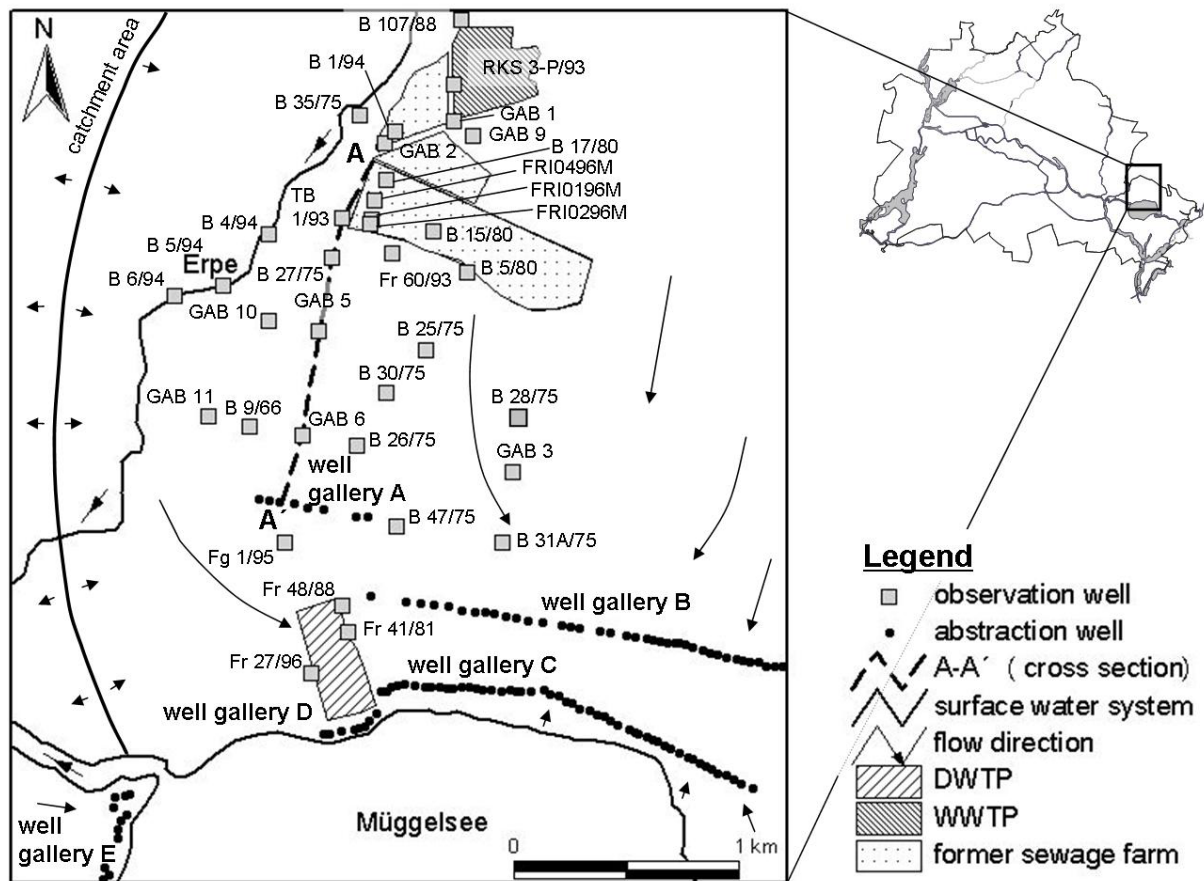 N
catchment area
B 107/88
B 1/94
RKS 3-P/93
B 35/75
GAB 1
GAB 9
A
GAB 2
B 17/80
FRI0496M
FRI0196M
FRI0296M
TB
1/93
B 4/94
B 15/80
B 5/94
Erpe
B 6/94
B 27/75
Fr 60/93
B 5/80
GAB 5
GAB 10
B 25/75
B 30/75
GAB 11
B 9/66
GAB 6
B 28/75
B 26/75
GAB 3
well
gallery A
A´
B 47/75
Fg 1/95
B 31A/75
Fr 48/88
well gallery B
Fr 41/81
Fr 27/96
well gallery C
well gallery D
Müggelsee
well
gallery E
0
1 km
Legend
observation well
abstraction well
A-A´ ( cross section)
surface water system
flow direction
DWTP
WWTP
former sewage farm